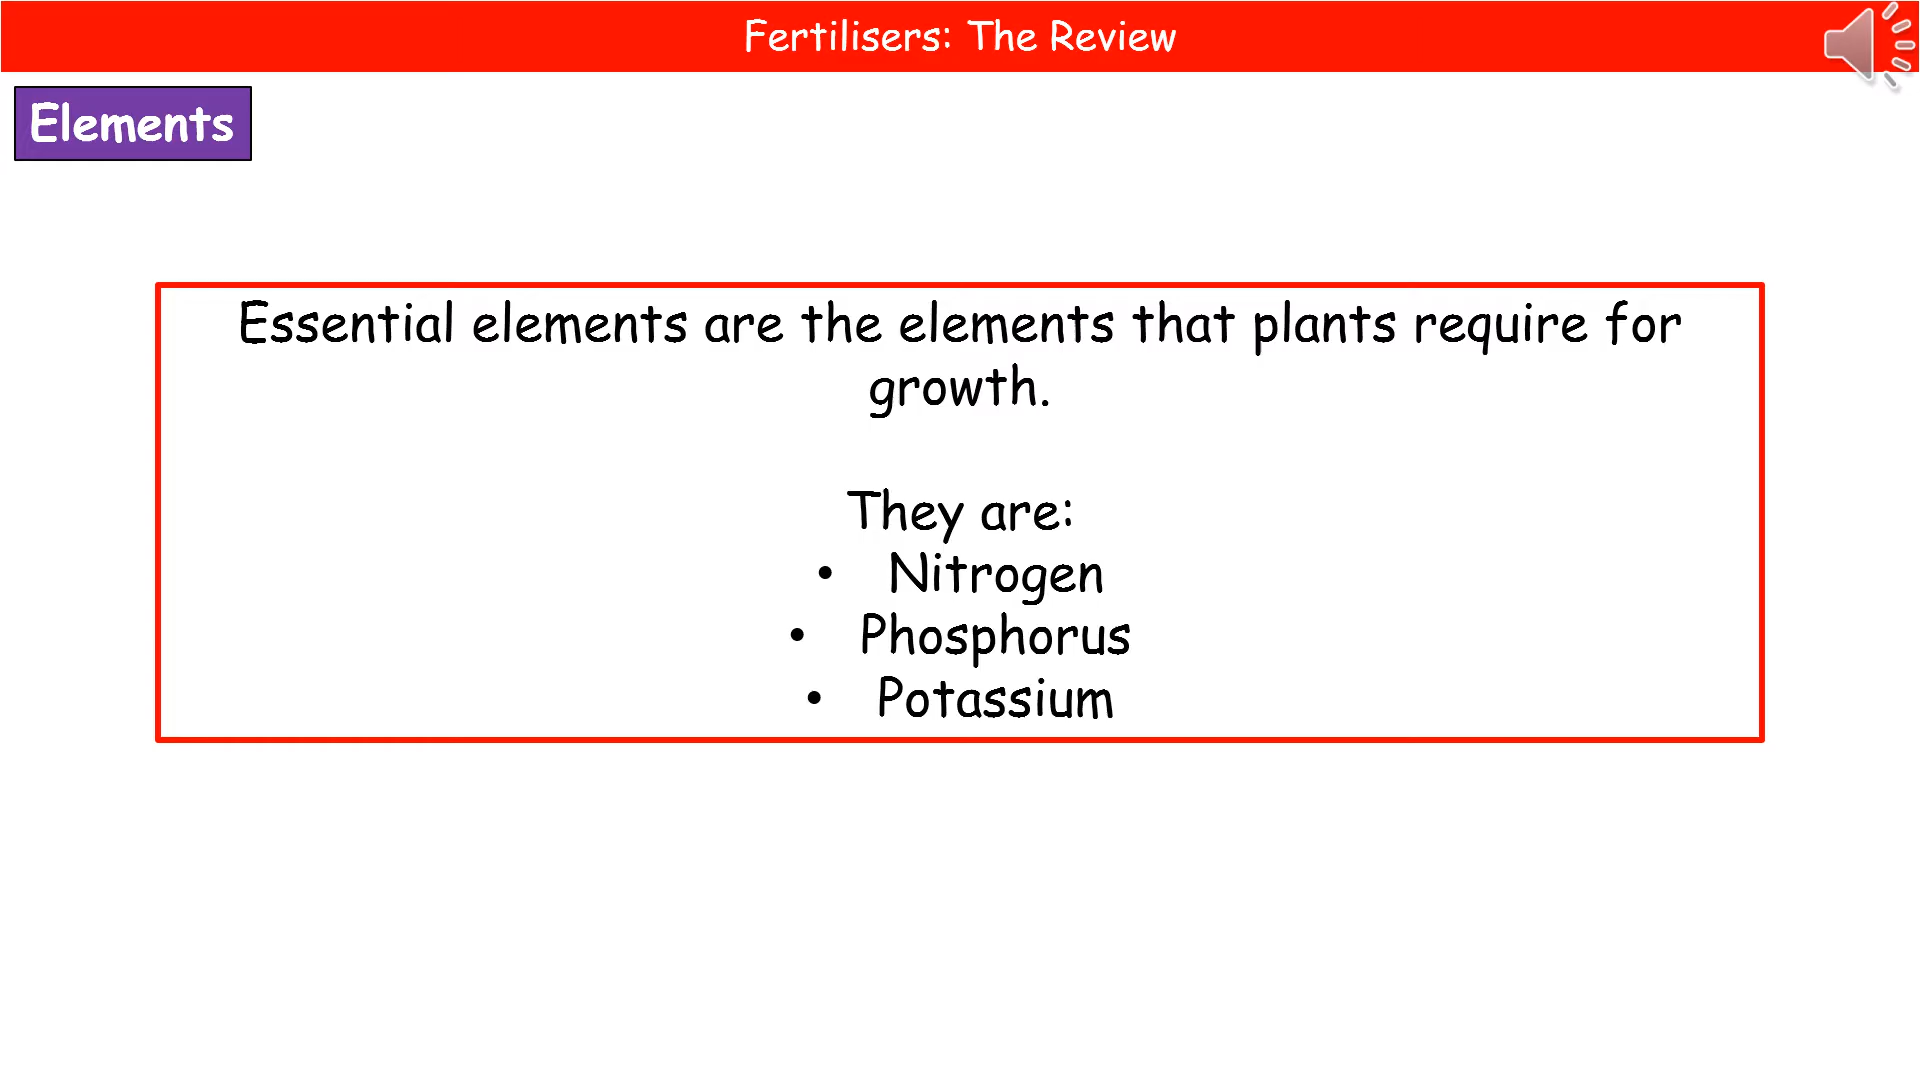 Fertilisers: The Review
Elements
Essential elements are the elements that plants require for
growth.
They are:
• Nitrogen
• Phosphorus
• Potassium